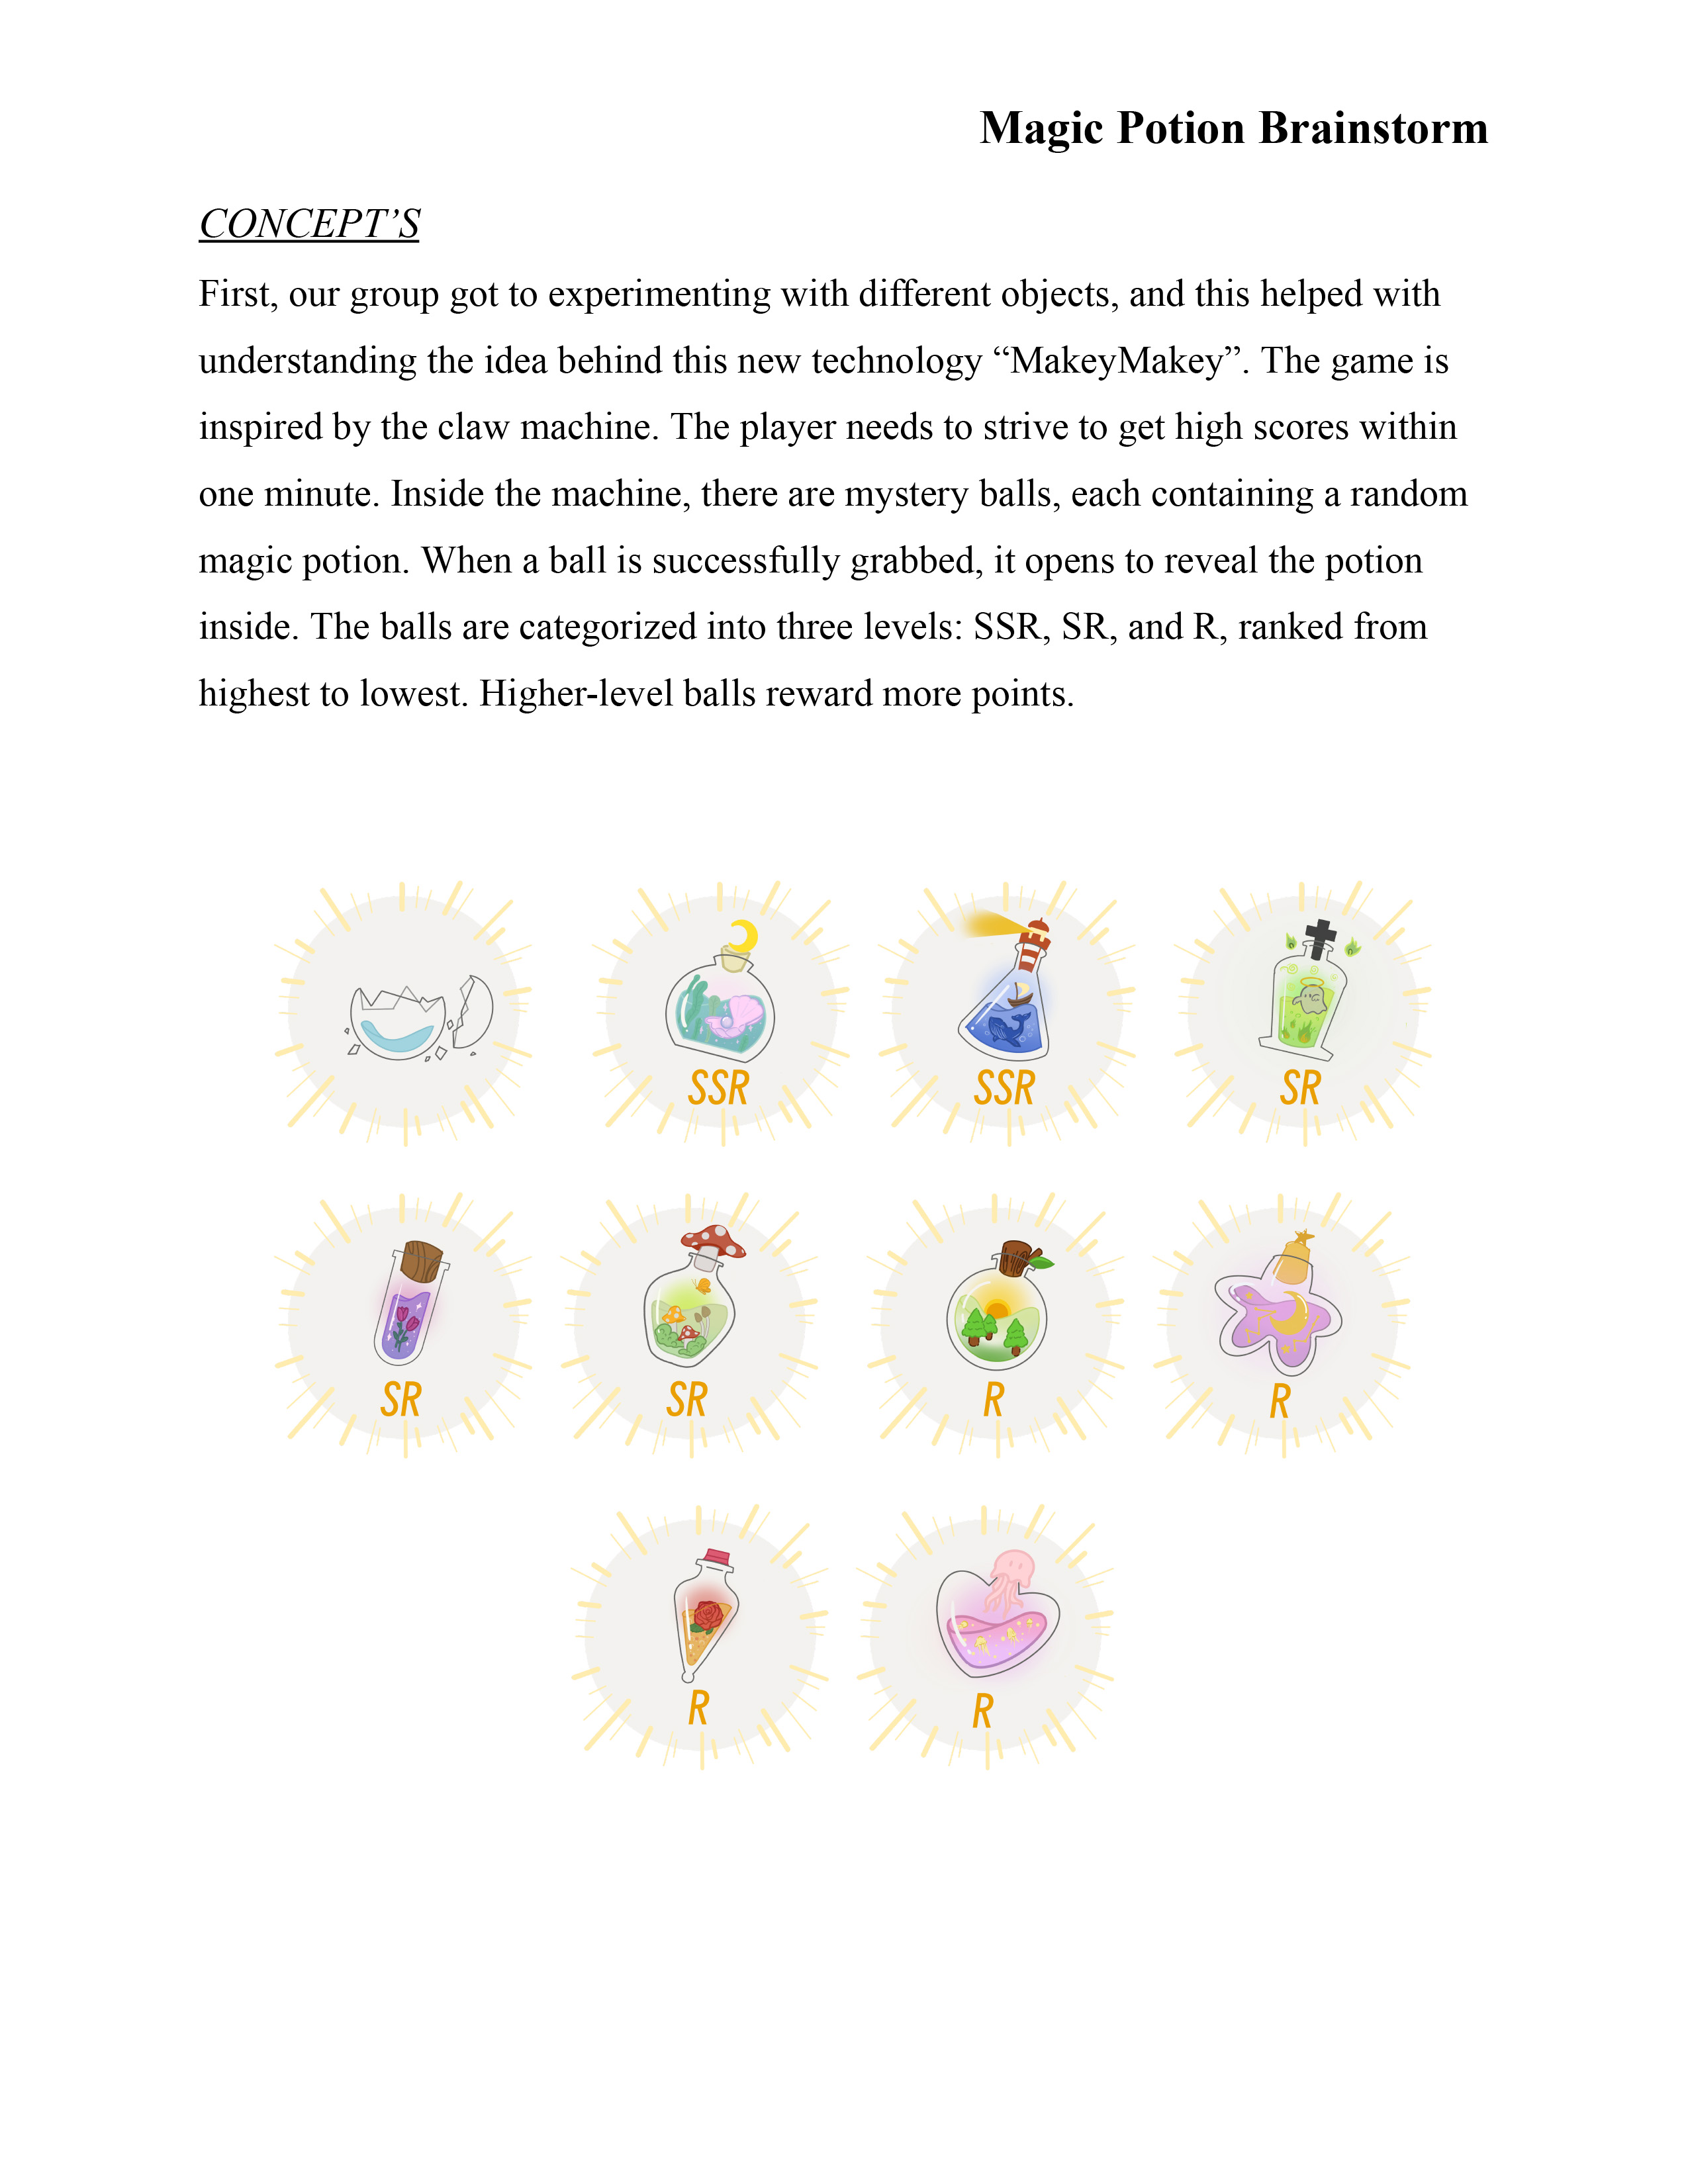 Magic Potion Brainstorm
CONCEPT’S
First, our group got to experimenting with different objects, and this helped with
understanding the idea behind this new technology “MakeyMakey”. The game is
inspired by the claw machine. The player needs to strive to get high scores within
one minute. Inside the machine, there are mystery balls, each containing a random
magic potion. When a ball is successfully grabbed, it opens to reveal the potion
inside. The balls are categorized into three levels: SSR, SR, and R, ranked from
highest to lowest. Higher-level balls reward more points.
SSR
SSR
SR
SR
SR
R
R
R
R